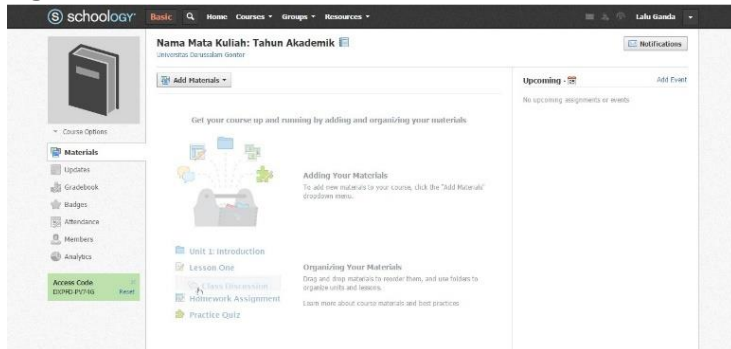 S schoology
Basic Home Courses Groups Resources Lalu Ganda
Nama Mata Kuliah: Tahun Akademik
Universitas Darussalam Gontor
Notifications
Add Materials
Upcoming ·
Add Event
No upcoming assignments or events
Course Options
Materials
Updates
Gradebook
Badges
Attendance
Members
Analytics
Access Code
Reset
Get your course up and running by adding and organizing your materials
Adding Your Materials
To add new materials to your course, click the "Add Materials"
dropdown menu.
Unit 1: Introduction
Lesson One
Class Discussion
Homework Assignment
Practice Quiz
Organizing Your Materials
Drag and drop materials to reorder them, and use folders to
organize units and lessons.
Learn more about course materials and best practices